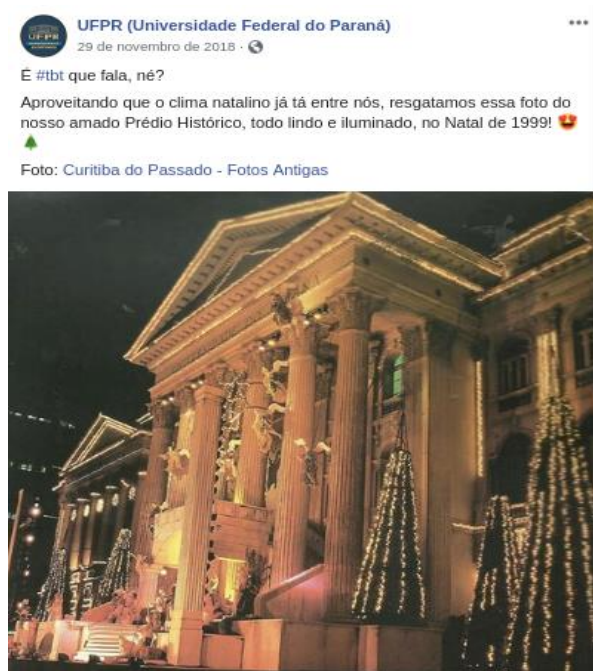 UFPR (Universidade Federal do Paraná)
29 de novembro de 2018 ·
É #tbt que fala, né?
Aproveitando que o clima natalino já tá entre nós, resgatamos essa foto do
nosso amado Prédio Histórico, todo lindo e iluminado, no Natal de 1999! 🤩
🌲
Foto: Curitiba do Passado - Fotos Antigas
UFPR